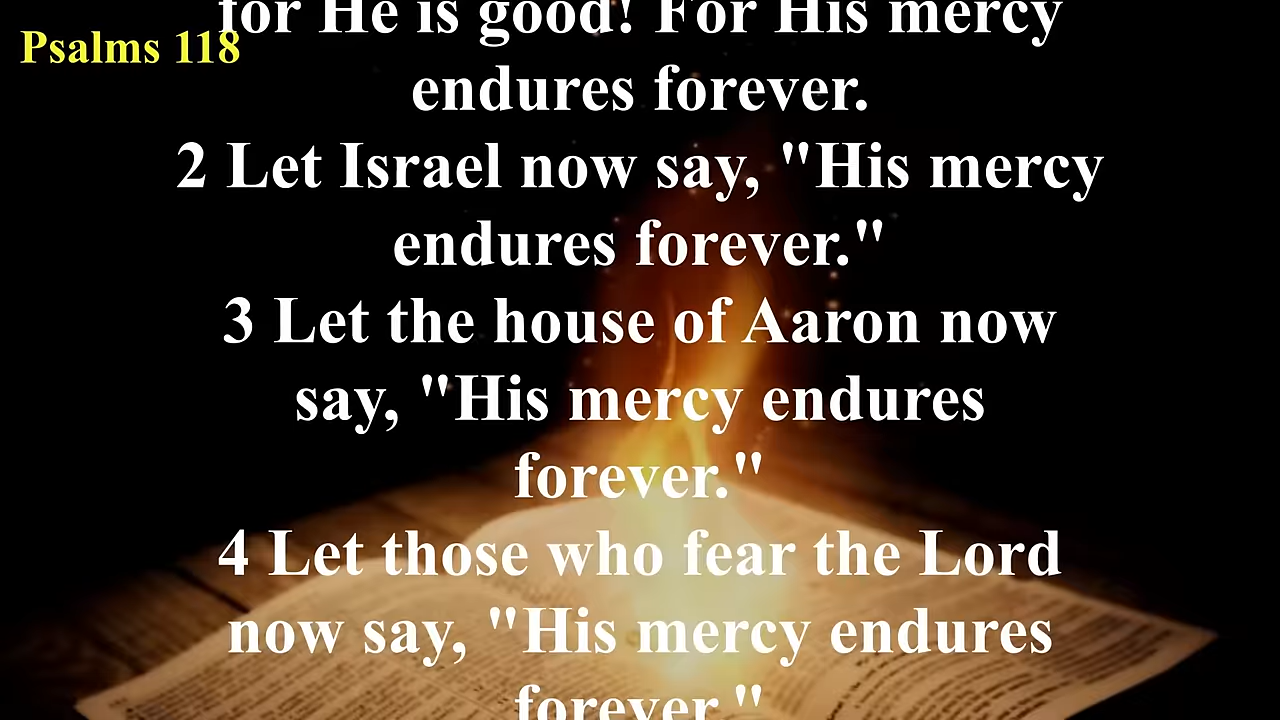 for He is good! For His mercy
Psalms 118
endures forever.
2 Let Israel now say, "His mercy
endures forever."
3 Let the house of Aaron now
say, "His mercy endures
forever."
4 Let those who fear the Lord
now say, "His mercy endures
forever."